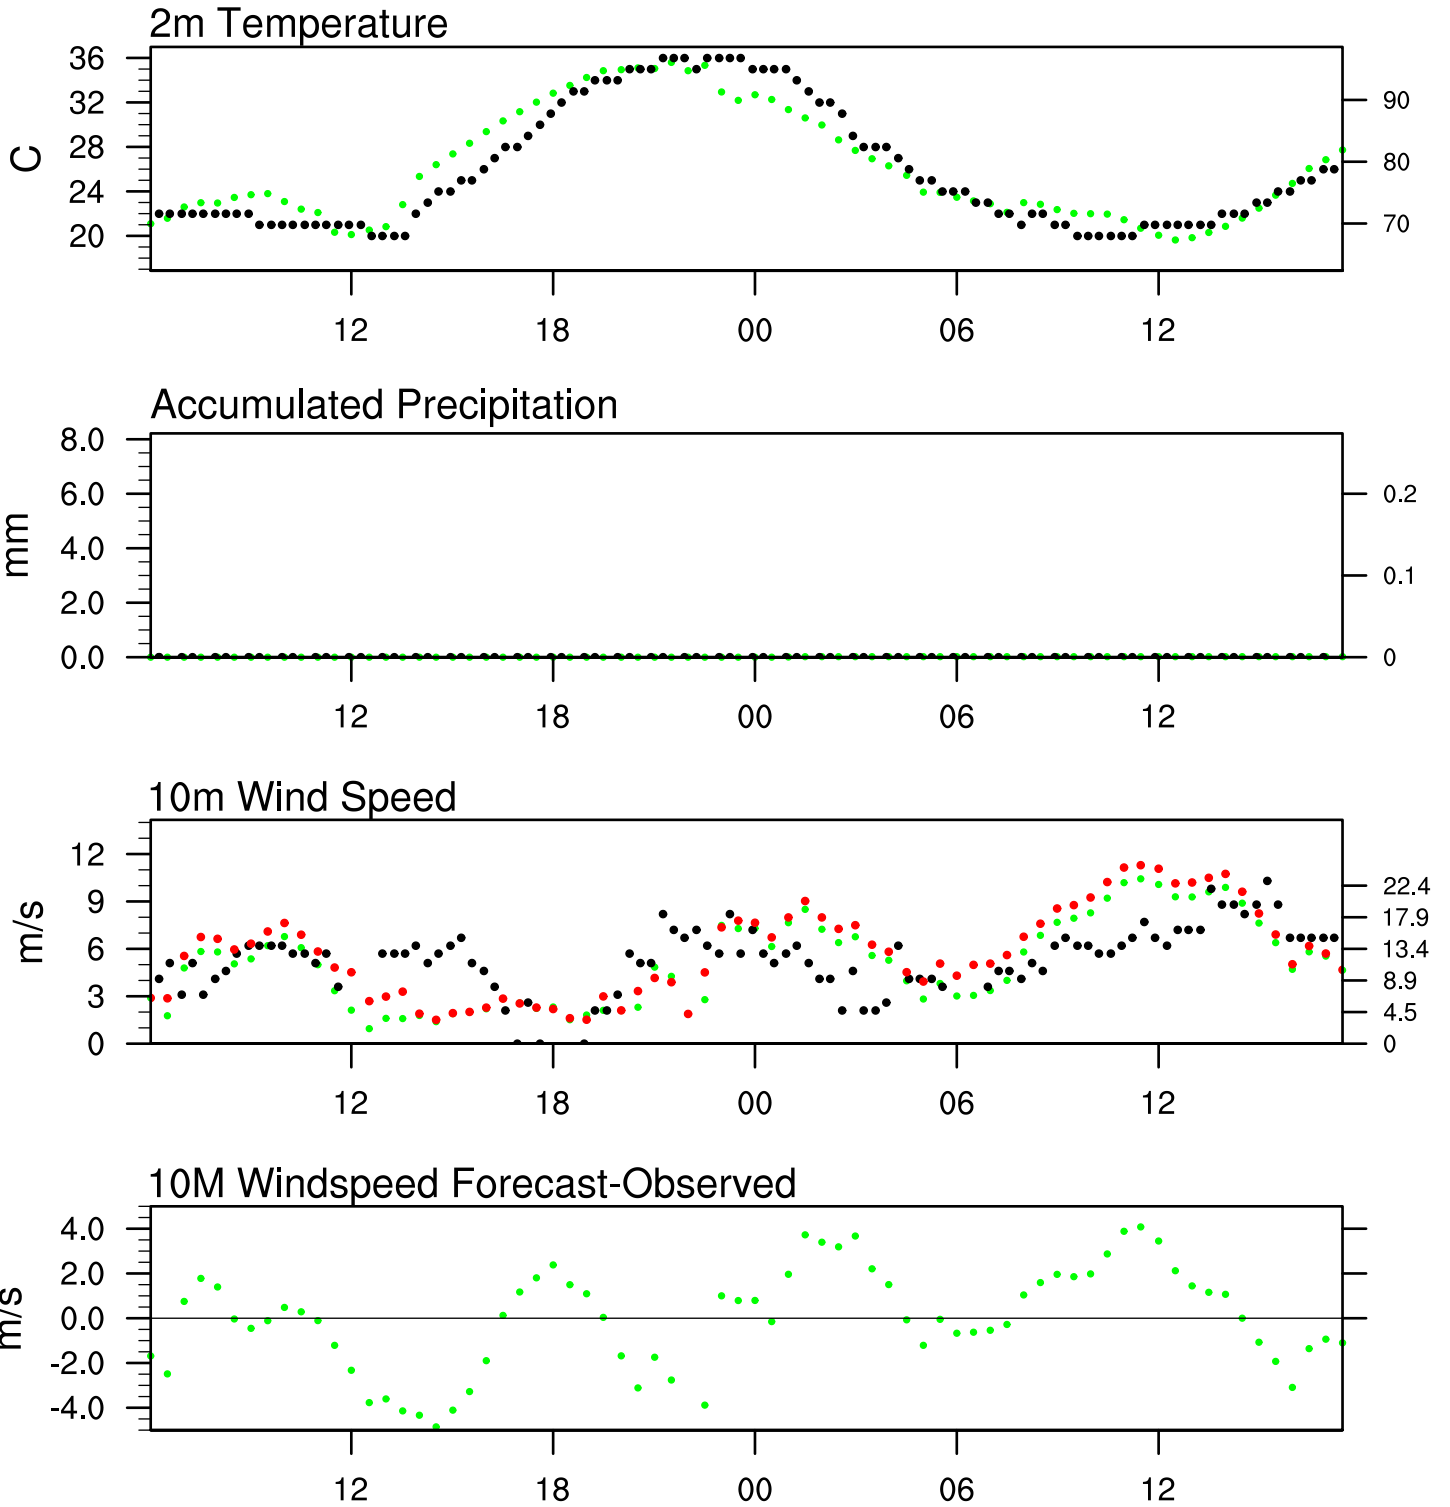 2m Temperature
36
32
28
24
20
C
90
80
70
12 18 00 06 12
Accumulated Precipitation
8.0
6.0
4.0
2.0
0.0
mm
0.2
0.1
0
12 18 00 06 12
10m Wind Speed
12
9
6
3
0
m/s
22.4
17.9
13.4
8.9
4.5
0
12 18 00 06 12
10M Windspeed Forecast-Observed
4.0
2.0
0.0
-2.0
-4.0
m/s
12 18 00 06 12